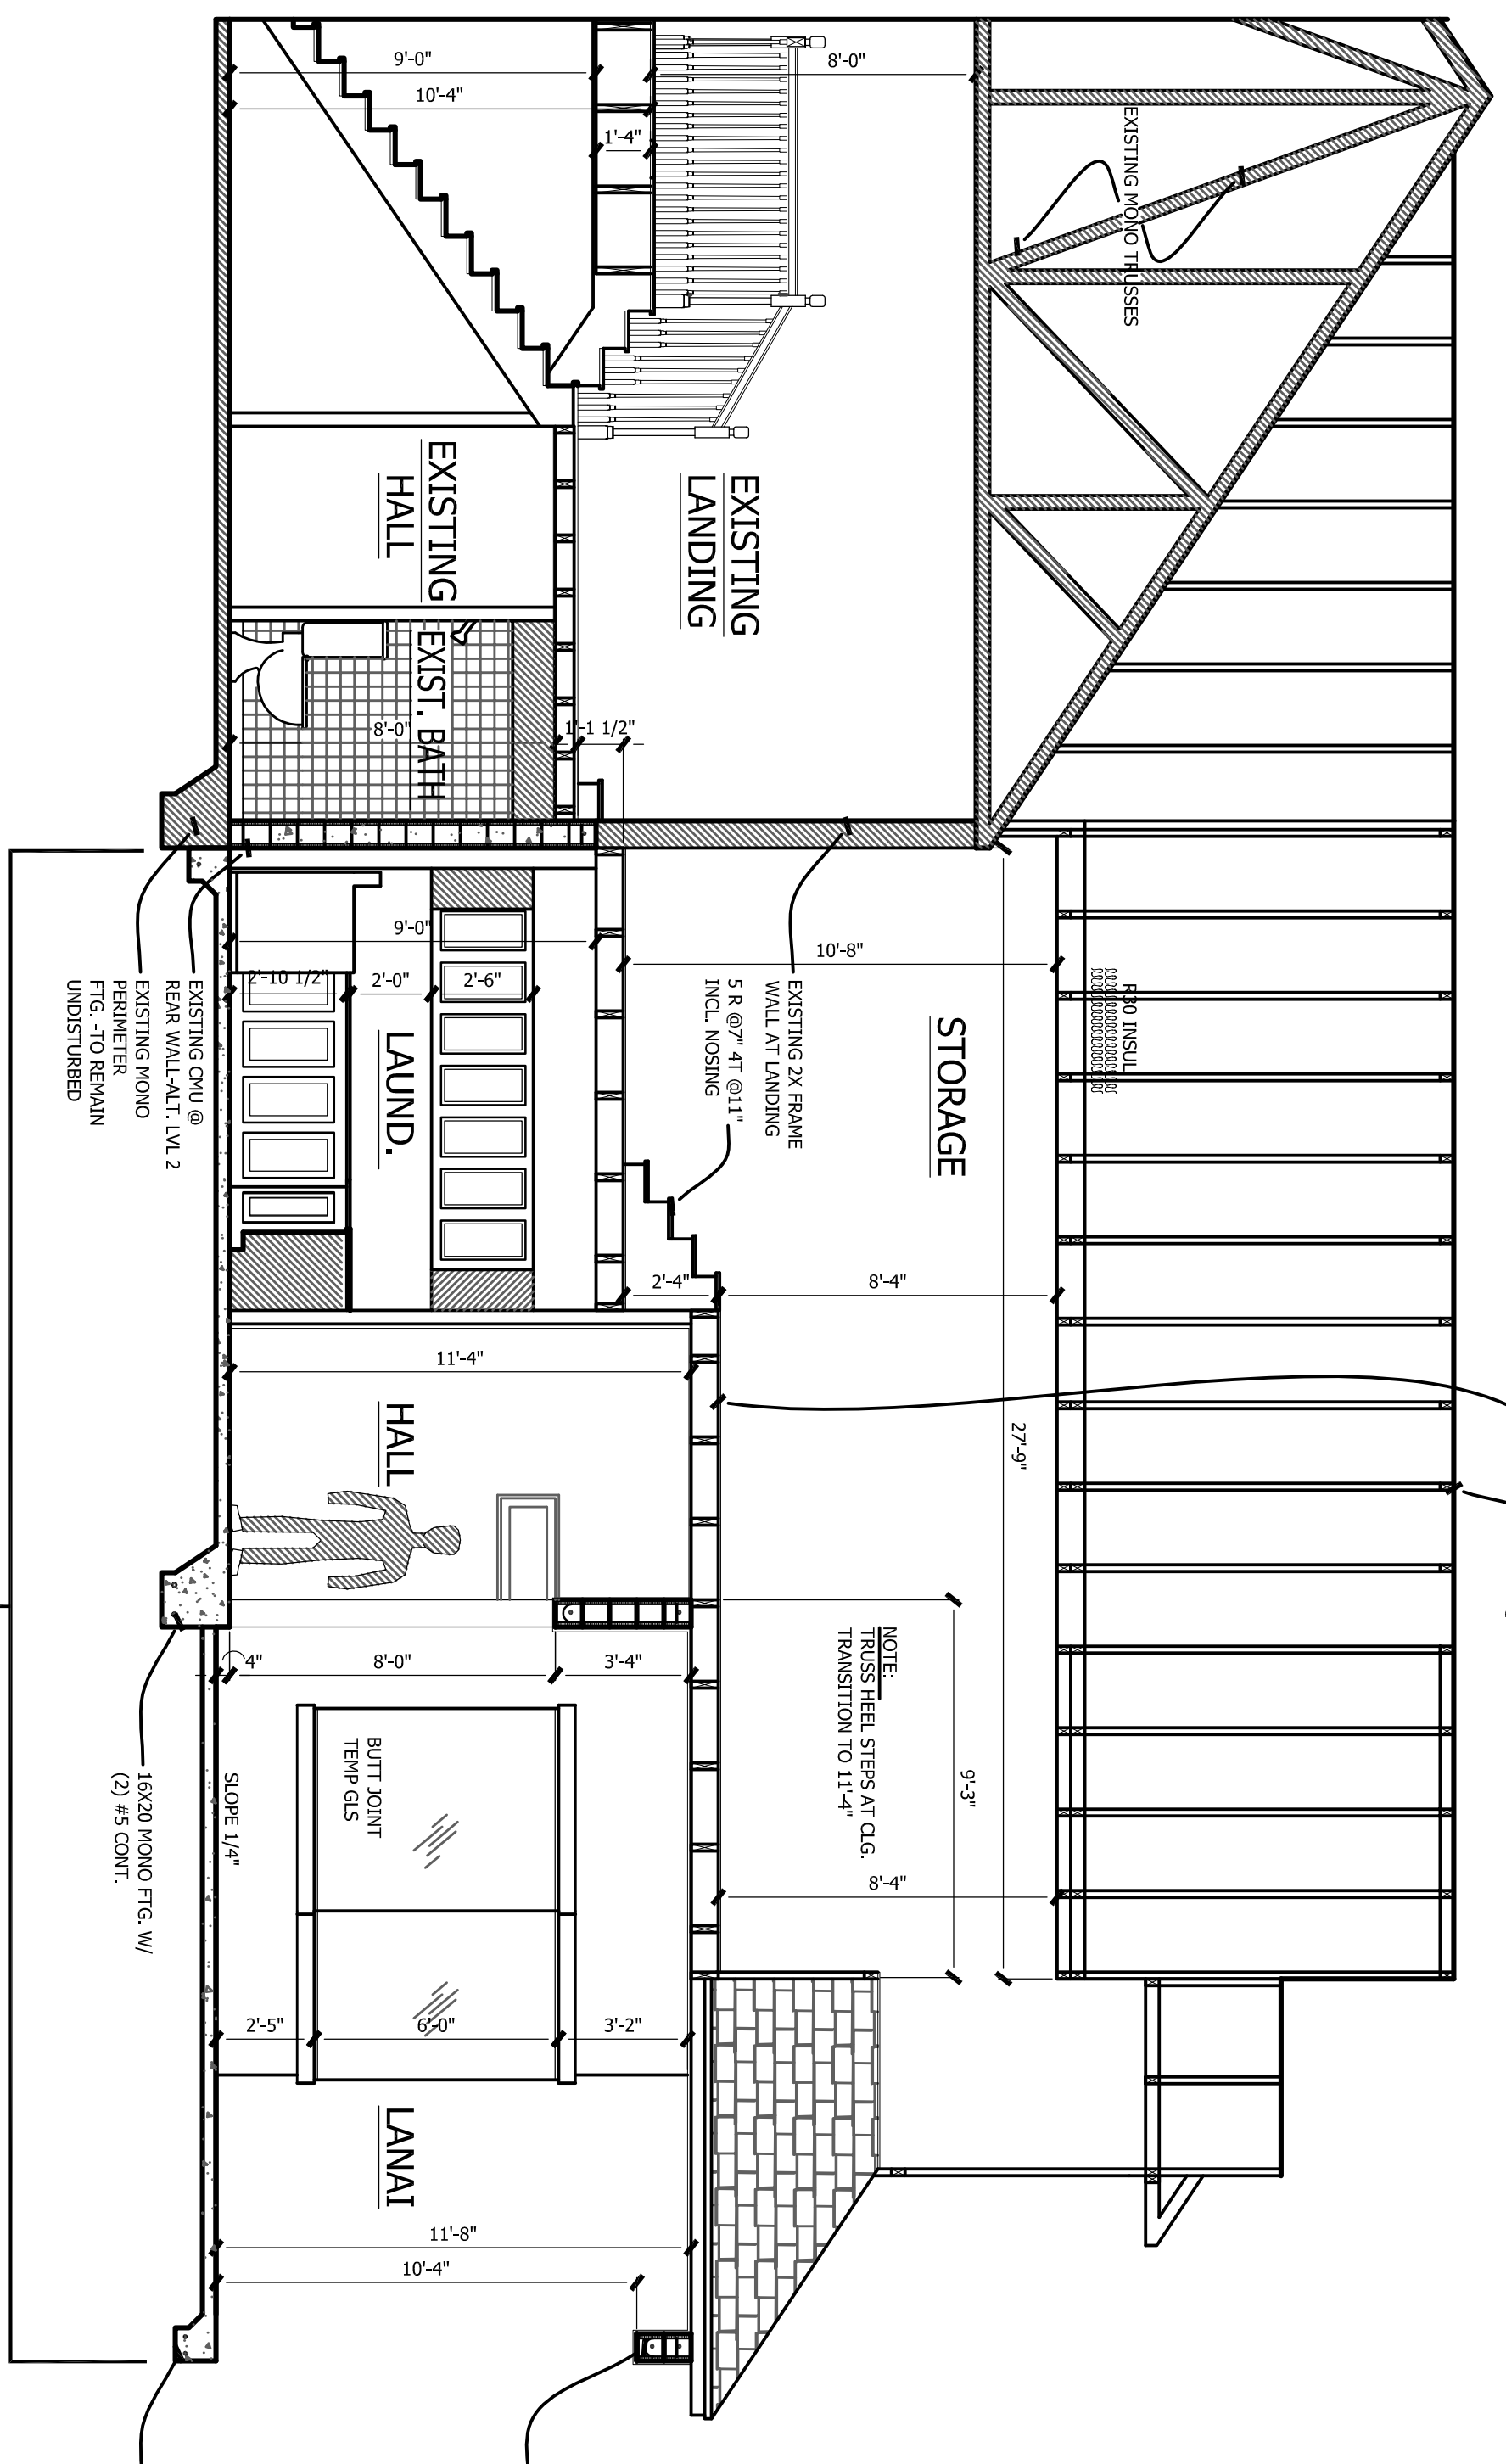 EXISTING MONO TRUSSES
8'-0"
9'-0"
10'-4"
1'-4"
EXISTING
LANDING
EXISTING
HALL
EXIST. BATH
8'-0"
1'-1 1/2"
R30 INSUL
STORAGE
10'-8"
EXISTING 2X FRAME
WALL AT LANDING
5 R @7" 4T @11"
INCL. NOSING
9'-0"
2'-10 1/2"
2'-0"
2'-6"
LAUND.
EXISTING CMU @
REAR WALL-ALT. LVL 2
EXISTING MONO
PERIMETER
FTG. -TO REMAIN
UNDISTURBED
2'-4"
8'-4"
27'-9"
11'-4"
HALL
NOTE:
TRUSS HEEL STEPS AT CLG.
TRANSITION TO 11'-4"
9'-3"
8'-4"
4"
8'-0"
3'-4"
BUTT JOINT
TEMP GLS
SLOPE 1/4"
16X20 MONO FTG. W/
(2) #5 CONT.
2'-5"
6'-0"
3'-2"
LANAI
11'-8"
10'-4"